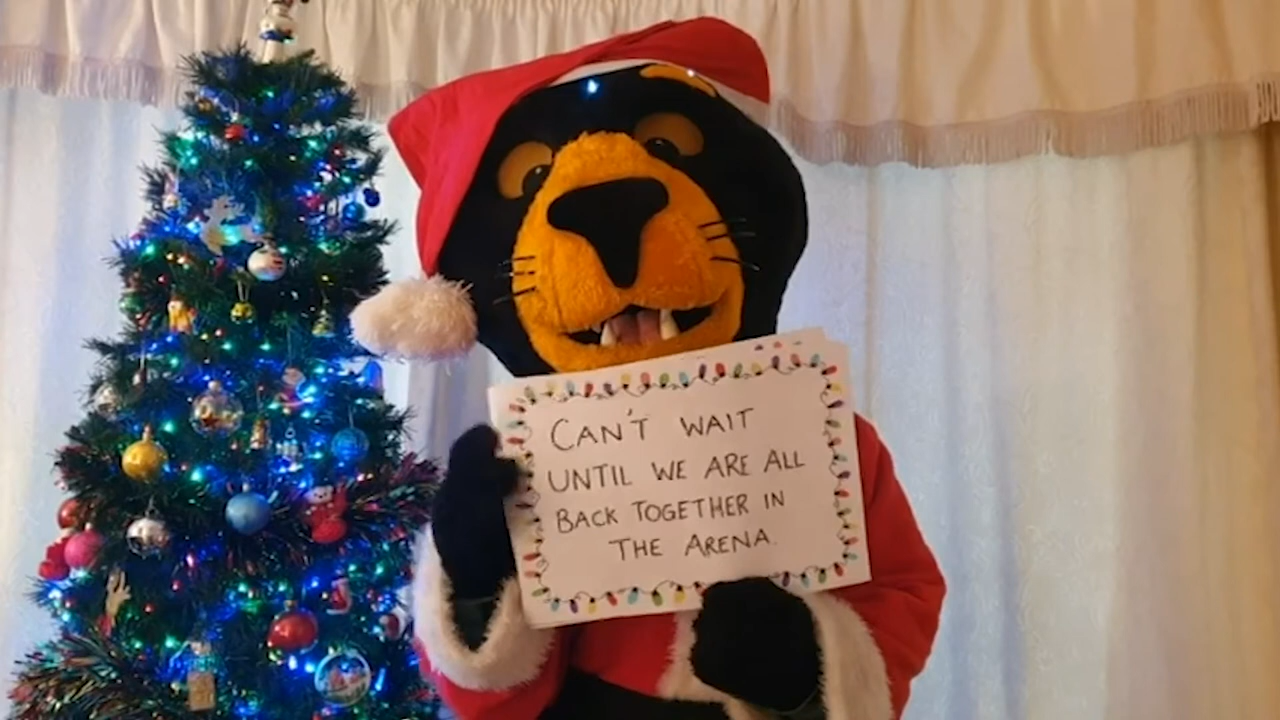 CAN'T WAIT
UNTIL WE ARE ALL
BACK TOGETHER IN
THE ARENA.